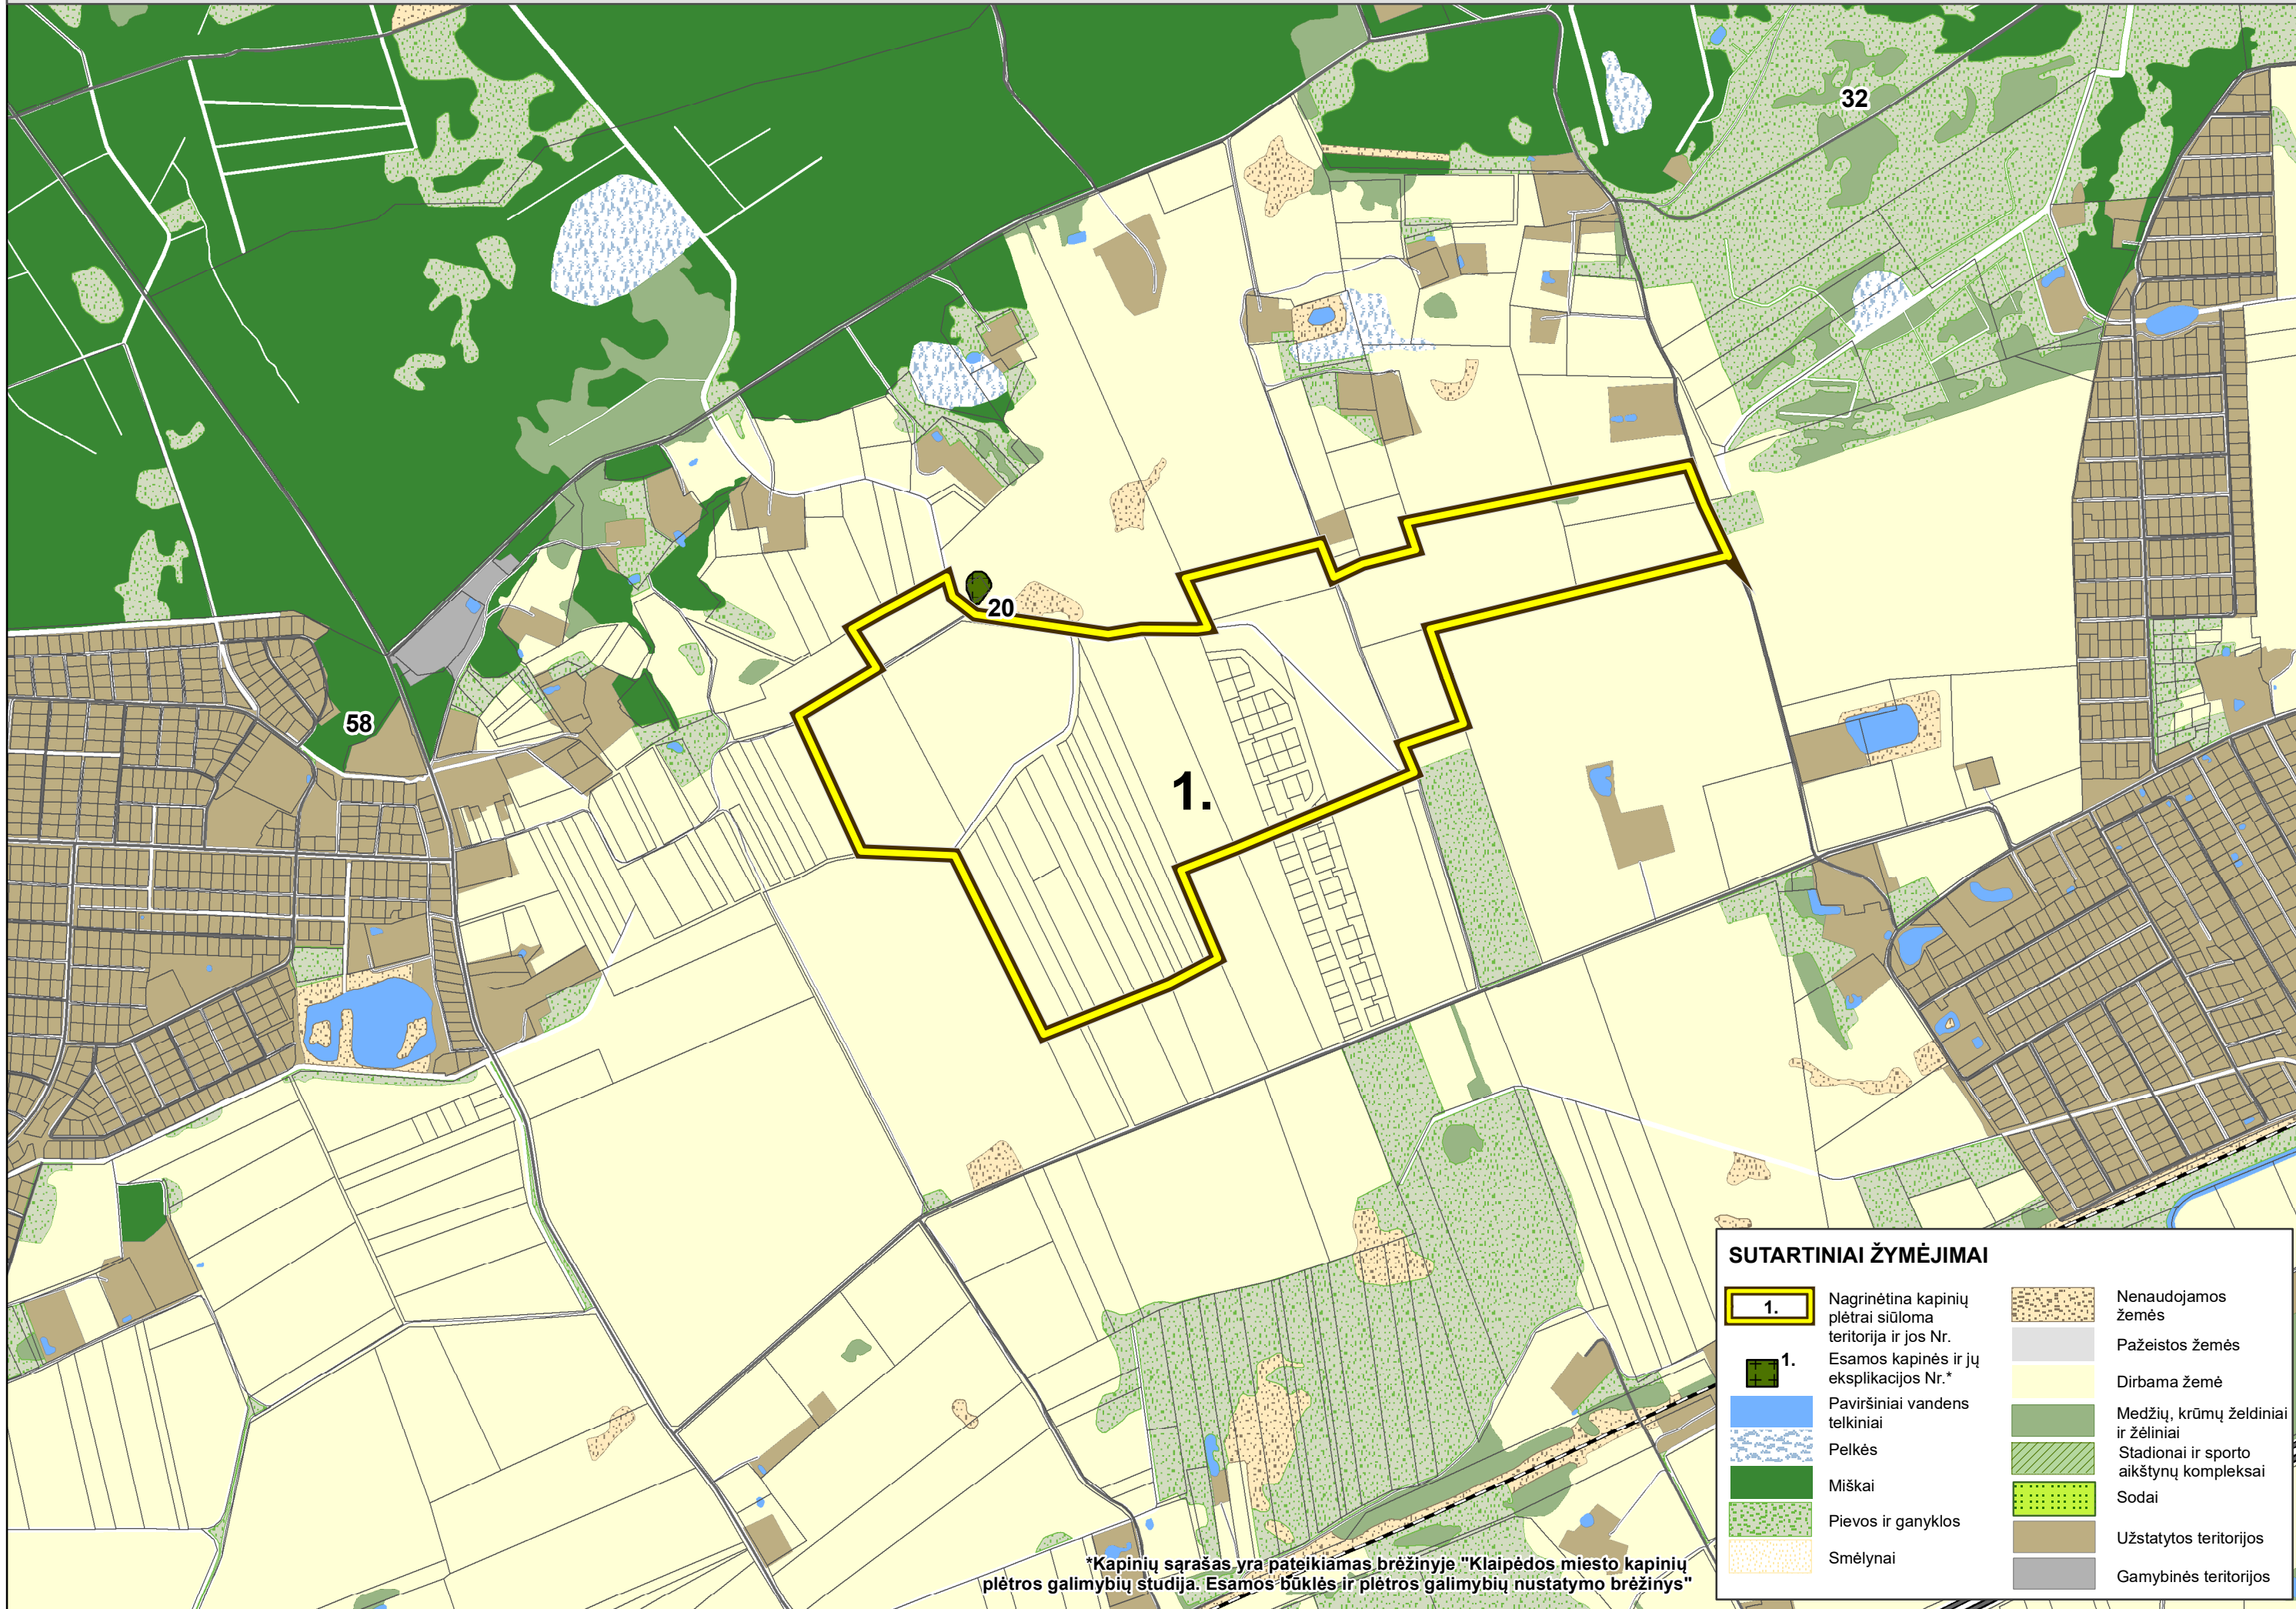 32
20
58
1.
SUTARTINIAI ŽYMĖJIMAI
1.
Nagrinėtina kapinių
plėtrai siūloma
teritorija ir jos Nr.
1.
Esamos kapinės ir jų
eksplikacijos Nr.*
Paviršiniai vandens
telkiniai
Pelkės
Miškai
Pievos ir ganyklos
Smėlynai
Nenaudojamos
žemės
Pažeistos žemės
Dirbama žemė
Medžių, krūmų želdiniai
ir žėliniai
Stadionai ir sporto
aikštynų kompleksai
Sodai
Užstatytos teritorijos
Gamybinės teritorijos
*Kapinių sąrašas yra pateikiamas brėžinyje "Klaipėdos miesto kapinių
plėtros galimybių studija. Esamos būklės ir plėtros galimybių nustatymo brėžinys"